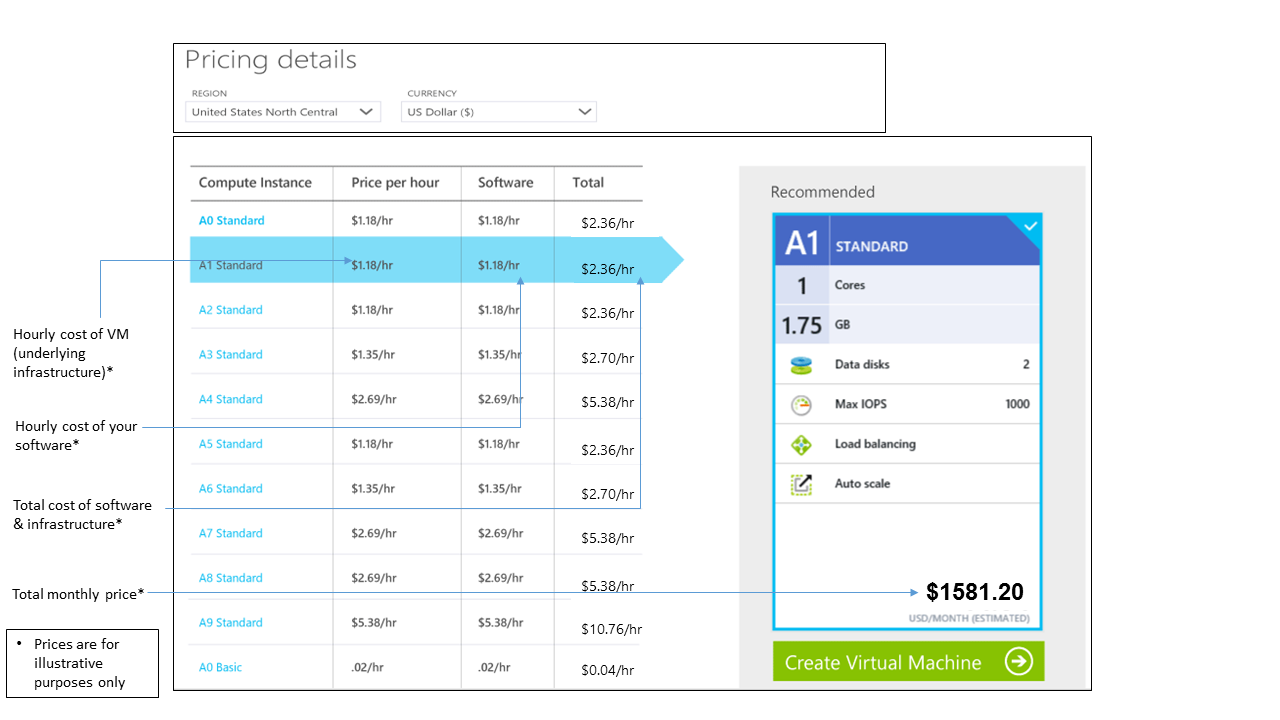 Pricing details
REGION CURRENCY
United States North Central US Dollar ($)
Compute Instance Price per hour Software Total
A0 Standard $1.18/hr $1.18/hr $2.36/hr
A1 Standard $1.18/hr $1.18/hr $2.36/hr
A2 Standard $1.18/hr $1.18/hr $2.36/hr
A3 Standard $1.35/hr $1.35/hr $2.70/hr
A4 Standard $2.69/hr $2.69/hr $5.38/hr
A5 Standard $1.18/hr $1.18/hr $2.36/hr
A6 Standard $1.35/hr $1.35/hr $2.70/hr
A7 Standard $2.69/hr $2.69/hr $5.38/hr
A8 Standard $2.69/hr $2.69/hr $5.38/hr
A9 Standard $5.38/hr $5.38/hr $10.76/hr
A0 Basic .02/hr .02/hr $0.04/hr
Hourly cost of VM
(underlying
infrastructure)*
Hourly cost of your
software*
Total cost of software
& infrastructure*
Total monthly price*
• Prices are for
illustrative
purposes only
Recommended
A1 STANDARD
1 Cores
1.75 GB
Data disks 2
Max IOPS 1000
Load balancing
Auto scale
$1581.20
USD/MONTH (ESTIMATED)
Create Virtual Machine